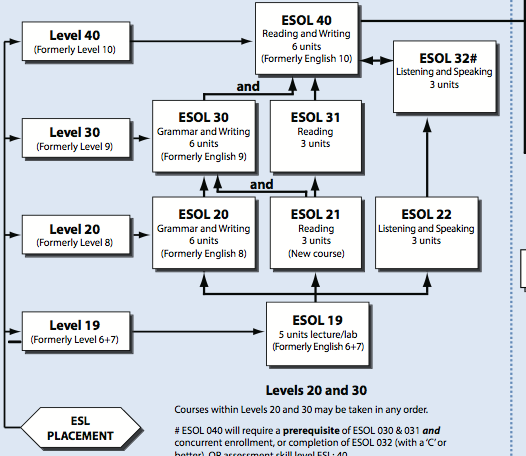 Level 40
(Formerly Level 10)
ESOL 40
Reading and Writing
6 units
(Formerly English 10)
ESOL 32#
Listening and Speaking
3 units
and
Level 30
(Formerly Level 9)
ESOL 30
Grammar and Writing
6 units
(Formerly English 9)
ESOL 31
Reading
3 units
and
Level 20
(Formerly Level 8)
ESOL 20
Grammar and Writing
6 units
(Formerly English 8)
ESOL 21
Reading
3 units
(New course)
ESOL 22
Listening and Speaking
3 units
Level 19
(Formerly Level 6+7)
ESOL 19
5 units lecture/lab
(Formerly English 6+7)
ESL
PLACEMENT
Levels 20 and 30
Courses within Levels 20 and 30 may be taken in any order.
# ESOL 040 will require a prerequisite of ESOL 030 & 031 and
concurrent enrollment, or completion of ESOL 032 (with a 'C' or
better), OR assessment skill level ESL: 40